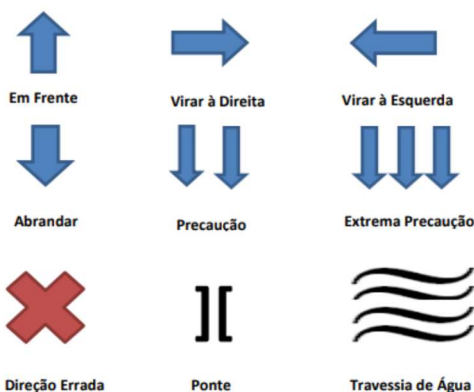 Em Frente
Virar à Direita
Virar à Esquerda
Abrandar
Precaução
Extrema Precaução
Direção Errada
Ponte
Travessia de Água